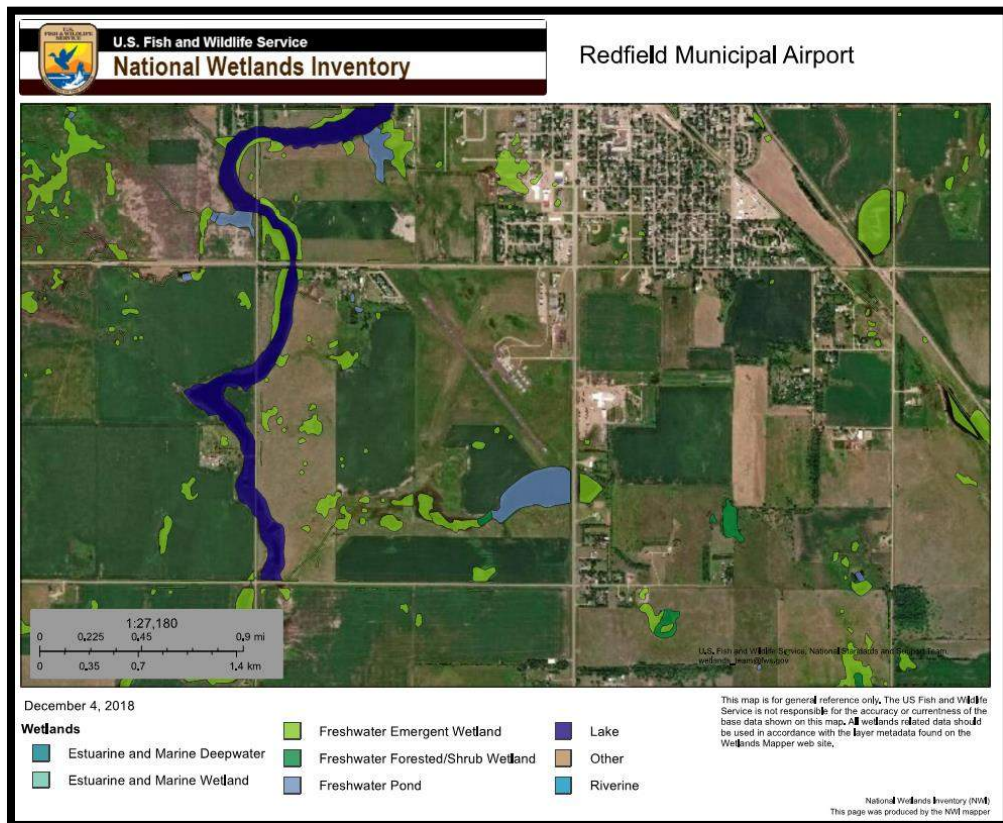 U.S.
FISH & WILDLIFE
SERVICE
U.S. Fish and Wildlife Service
National Wetlands Inventory
Redfield Municipal Airport
1:27,180
0 0.225 0.45 0.9 mi
0 0.35 0.7 1.4 km
U.S. Fish and Wildlife Service, National Standards and Support Team,
wetlands_team@fws.gov
December 4, 2018
Wetlands
Estuarine and Marine Deepwater
Estuarine and Marine Wetland
Freshwater Emergent Wetland
Freshwater Forested/Shrub Wetland
Freshwater Pond
Lake
Other
Riverine
This map is for general reference only. The US Fish and Wildlife
Service is not responsible for the accuracy or currentness of the
base data shown on this map. All wetlands related data should
be used in accordance with the layer metadata found on the
Wetlands Mapper web site.
National Wetlands Inventory (NWI)
This page was produced by the NWI mapper